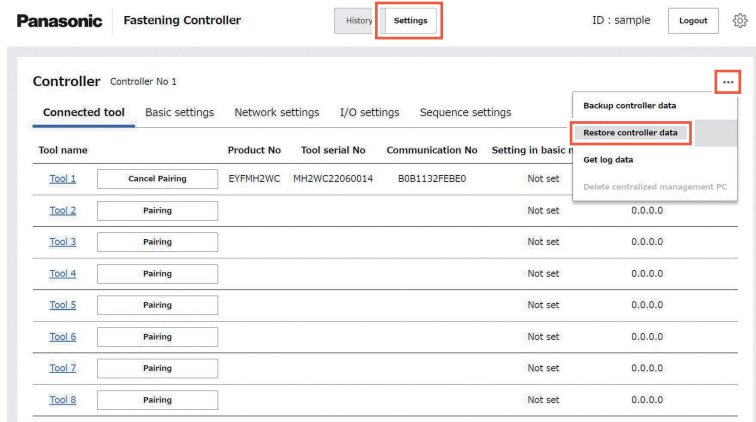 Panasonic Fastening Controller History Settings ID : sample Logout
Controller Controller No 1
Connected tool Basic settings Network settings I/O settings Sequence settings
Backup controller data
Restore controller data
Get log data
Delete centralized management PC
Tool name Product No Tool serial No Communication No Setting in basic
Tool 1 Cancel Pairing EYFMH2WC MH2WC22060014 B0B1132FEBE0 Not set
Tool 2 Pairing Not set 0.0.0.0
Tool 3 Pairing Not set 0.0.0.0
Tool 4 Pairing Not set 0.0.0.0
Tool 5 Pairing Not set 0.0.0.0
Tool 6 Pairing Not set 0.0.0.0
Tool 7 Pairing Not set 0.0.0.0
Tool 8 Pairing Not set 0.0.0.0